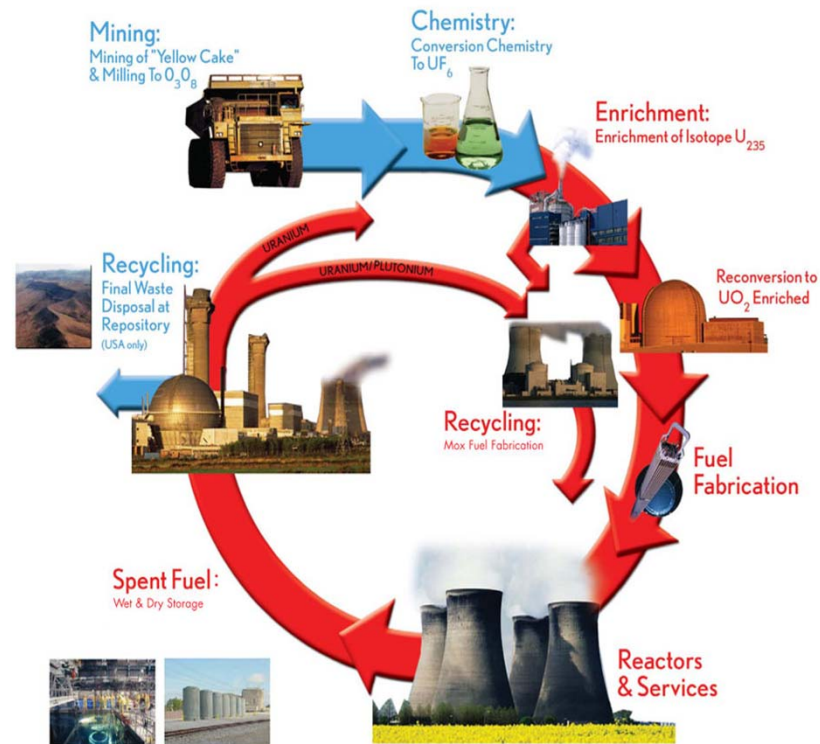 Mining:
Mining of "Yellow Cake"
& Milling To O₃O₈
Chemistry:
Conversion Chemistry
To UF₆
Enrichment:
Enrichment of Isotope U₂₃₅
URANIUM
URANIUM/PLUTONIUM
Recycling:
Final Waste
Disposal at
Repository
(USA only)
Reconversion to
UO₂ Enriched
Recycling:
Mox Fuel Fabrication
Fuel
Fabrication
Spent Fuel:
Wet & Dry Storage
Reactors
& Services